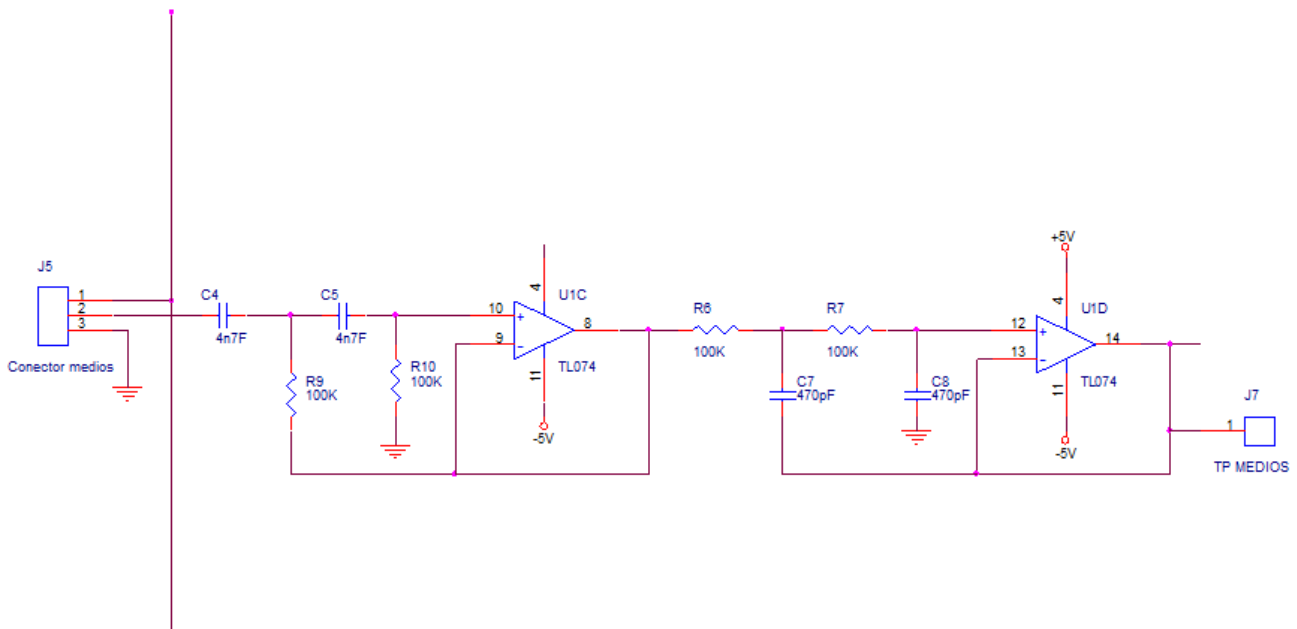 J5
1
2
3
Conector medios
C4
4n7F
C5
4n7F
R9
100K
R10
100K
10
9
+
-
4
11
8
U1C
TL074
-5V
R6
100K
R7
100K
C7
470pF
C8
470pF
+5V
12
13
+
-
4
11
14
U1D
TL074
-5V
J7
1
TP MEDIOS